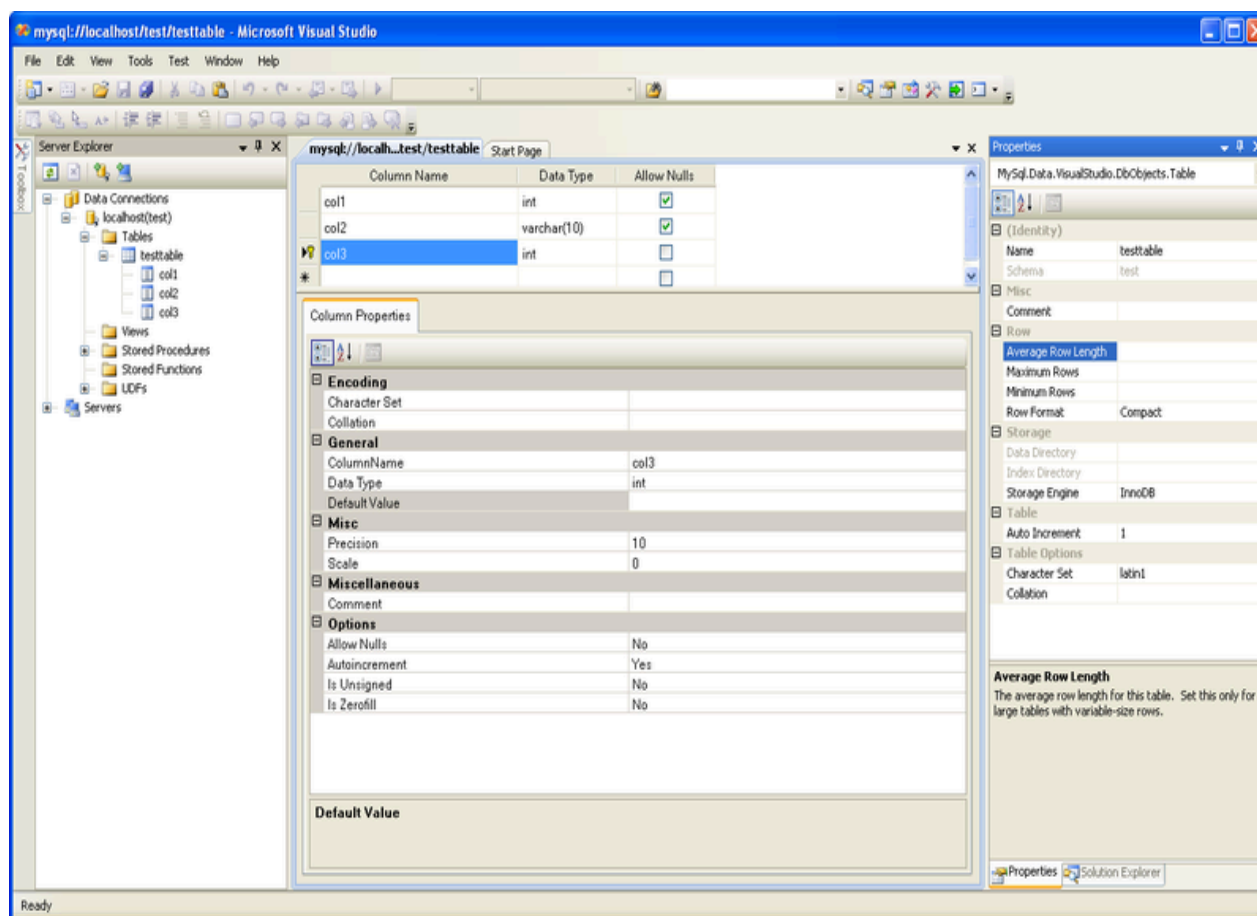 mysql://localhost/test/testtable - Microsoft Visual Studio
File Edit View Tools Test Window Help
Toolbox
Server Explorer
Data Connections
localhost(test)
Tables
testtable
col1
col2
col3
Views
Stored Procedures
Stored Functions
UDFs
Servers
mysql://localh...test/testtable Start Page
Column Name Data Type Allow Nulls
col1 int
col2 varchar(10)
col3 int
Column Properties
Encoding
Character Set
Collation
General
ColumnName col3
Data Type int
Default Value
Misc
Precision 10
Scale 0
Miscellaneous
Comment
Options
Allow Nulls No
Autoincrement Yes
Is Unsigned No
Is Zerofill No
Default Value
Properties
MySql.Data.VisualStudio.DbObjects.Table
(Identity)
Name testtable
Schema test
Misc
Comment
Row
Average Row Length
Maximum Rows
Minimum Rows
Row Format Compact
Storage
Data Directory
Index Directory
Storage Engine InnoDB
Table
Auto Increment 1
Table Options
Character Set latin1
Collation
Average Row Length
The average row length for this table. Set this only for
large tables with variable-size rows.
Properties Solution Explorer
Ready